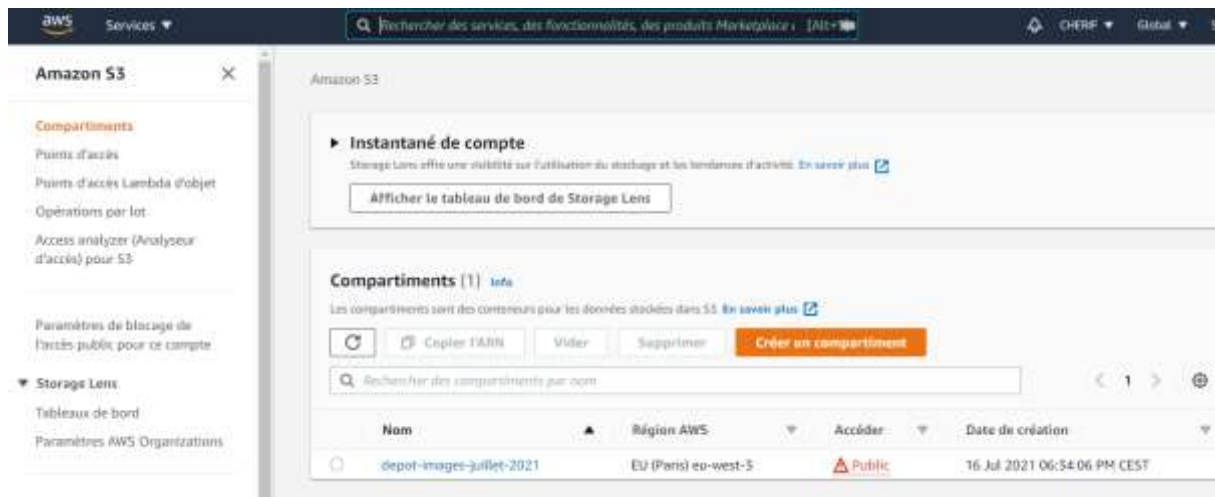 aws Services
Rechercher des services, des fonctionnalités, des produits Marketplace [Alt+
CHERIF Global
Amazon S3
Compartiments
Points d'accès
Points d'accès Lambda d'objet
Opérations par lot
Access analyzer (Analyseur
d'accès) pour S3
Paramètres de blocage de
l'accès public pour ce compte
Storage Lens
Tableaux de bord
Paramètres AWS Organizations
Amazon S3
Instantané de compte
Storage Lens offre une visibilité sur l'utilisation du stockage et les tendances d'activité. En savoir plus
Afficher le tableau de bord de Storage Lens
Compartiments (1) Info
Les compartiments sont des conteneurs pour les données stockées dans S3. En savoir plus
Copier l'ARN Vider Supprimer Créer un compartiment
Rechercher des compartiments par nom
1
Nom Région AWS Accéder Date de création
depot-images-juillet-2021 EU (Paris) eu-west-3 Public 16 Jul 2021 06:54:06 PM CEST